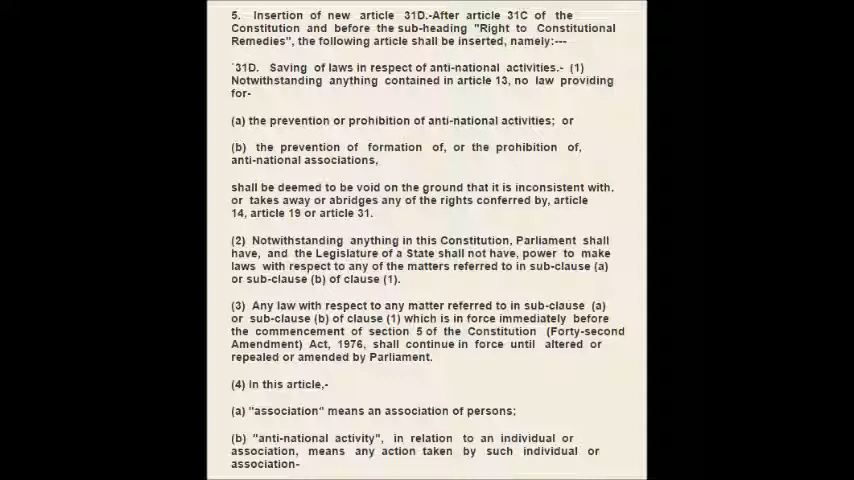 5. Insertion of new article 31D.-After article 31C of the
Constitution and before the sub-heading "Right to Constitutional
Remedies", the following article shall be inserted, namely:---
`31D. Saving of laws in respect of anti-national activities.- (1)
Notwithstanding anything contained in article 13, no law providing
for-
(a) the prevention or prohibition of anti-national activities; or
(b) the prevention of formation of, or the prohibition of,
anti-national associations,
shall be deemed to be void on the ground that it is inconsistent with.
or takes away or abridges any of the rights conferred by, article
14, article 19 or article 31.
(2) Notwithstanding anything in this Constitution, Parliament shall
have, and the Legislature of a State shall not have, power to make
laws with respect to any of the matters referred to in sub-clause (a)
or sub-clause (b) of clause (1).
(3) Any law with respect to any matter referred to in sub-clause (a)
or sub-clause (b) of clause (1) which is in force immediately before
the commencement of section 5 of the Constitution (Forty-second
Amendment) Act, 1976, shall continue in force until altered or
repealed or amended by Parliament.
(4) In this article,-
(a) "association" means an association of persons;
(b) "anti-national activity", in relation to an individual or
association, means any action taken by such individual or
association-